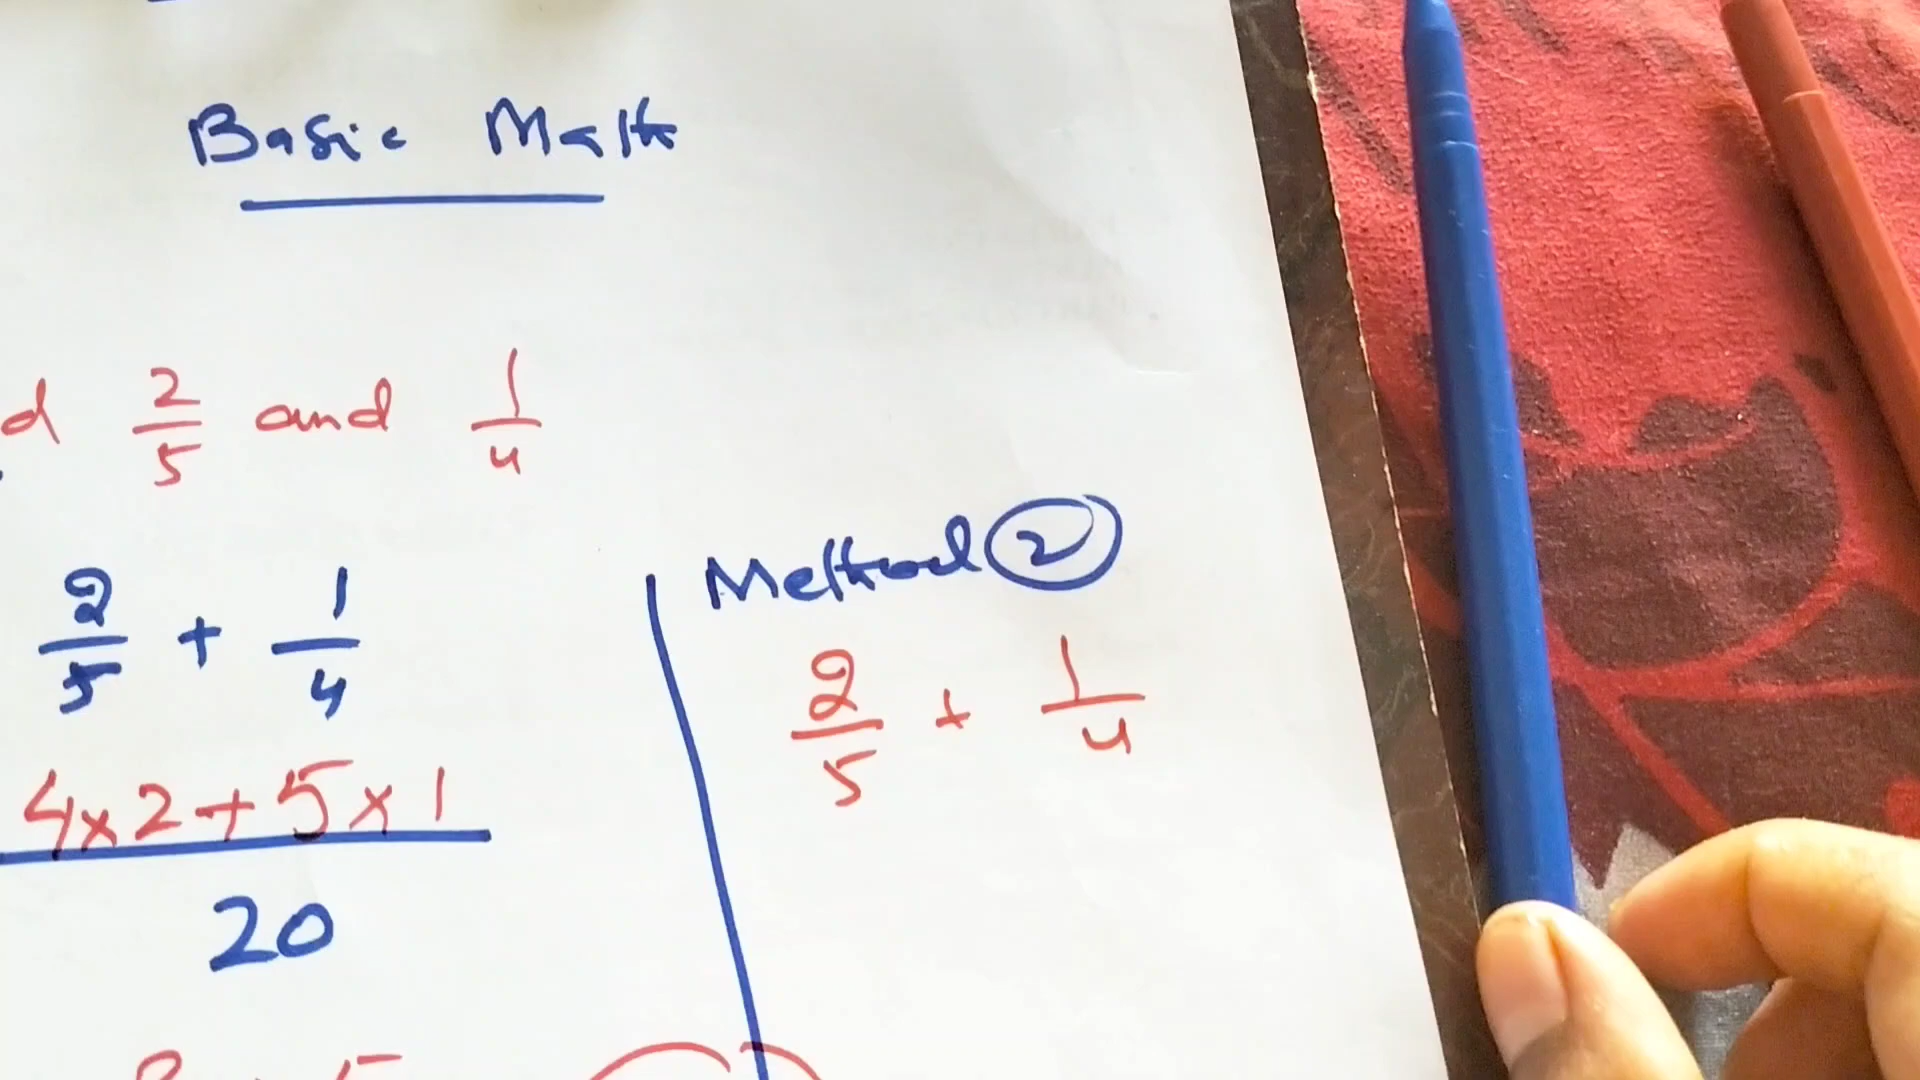 Basic Math
d 2/5 and 1/4
Method 2
2/5 + 1/4
2/5 + 1/4
4x2+5x1
20